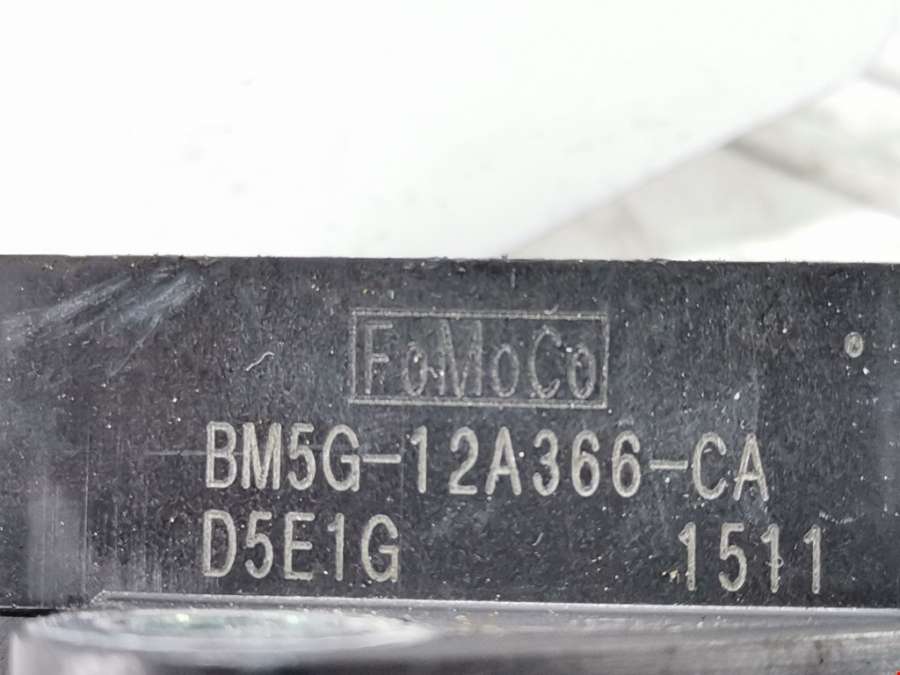 FoMoCo
BM5G-12A366-CA
D5E1G 1511